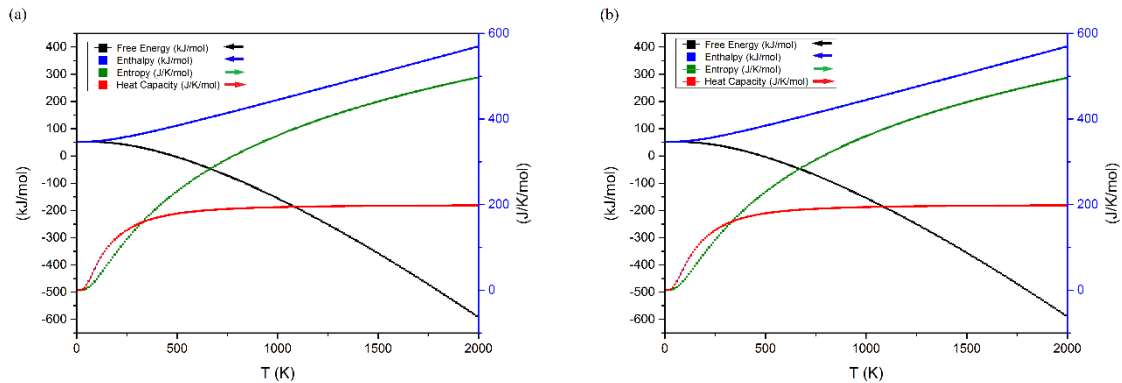 (a)
Free Energy (kJ/mol)
Enthalpy (kJ/mol)
Entropy (J/K/mol)
Heat Capacity (J/K/mol)
400
300
200
100
0
-100
-200
-300
-400
-500
-600
(kJ/mol)
600
400
200
0
(J/K/mol)
0 500 1000 1500 2000
T (K)
(b)
Free Energy (kJ/mol)
Enthalpy (kJ/mol)
Entropy (J/K/mol)
Heat Capacity (J/K/mol)
400
300
200
100
0
-100
-200
-300
-400
-500
-600
(kJ/mol)
600
400
200
0
(J/K/mol)
0 500 1000 1500 2000
T (K)